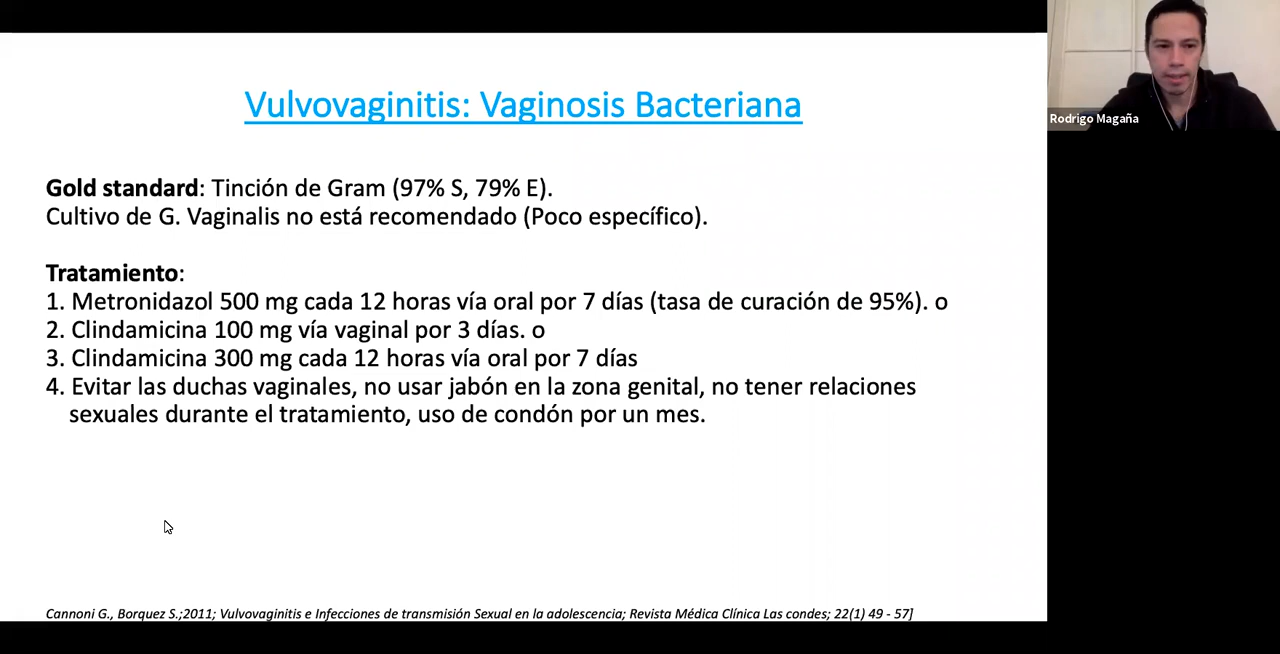 Vulvovaginitis: Vaginosis Bacteriana
Rodrigo Magaña
Gold standard: Tinción de Gram (97% S, 79% E).
Cultivo de G. Vaginalis no está recomendado (Poco específico).
Tratamiento:
1. Metronidazol 500 mg cada 12 horas vía oral por 7 días (tasa de curación de 95%). o
2. Clindamicina 100 mg vía vaginal por 3 días. o
3. Clindamicina 300 mg cada 12 horas vía oral por 7 días
4. Evitar las duchas vaginales, no usar jabón en la zona genital, no tener relaciones
sexuales durante el tratamiento, uso de condón por un mes.
Cannoni G., Borquez S.;2011; Vulvovaginitis e Infecciones de transmisión Sexual en la adolescencia; Revista Médica Clínica Las condes; 22(1) 49 - 57]